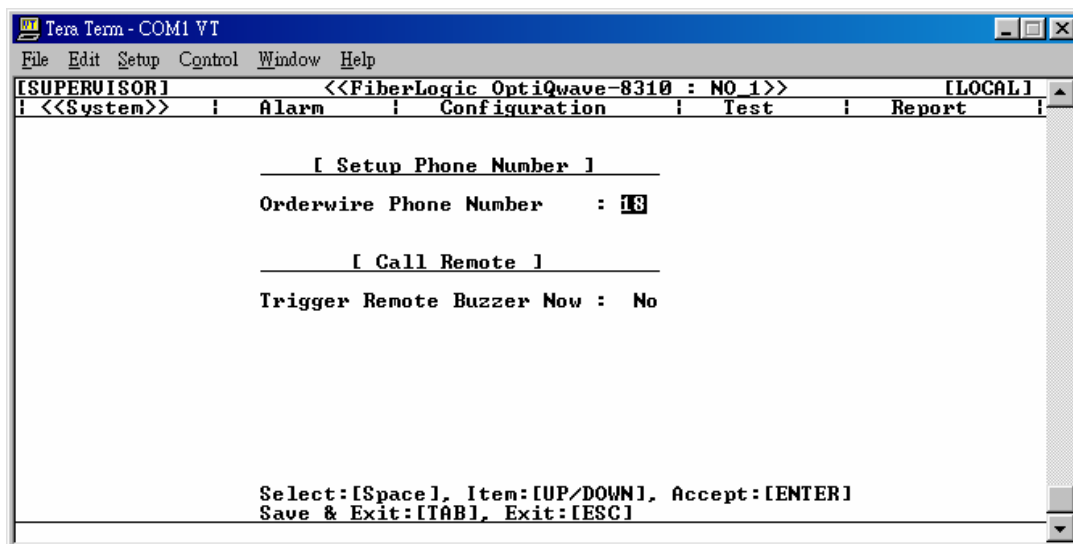 Tera Term - COM1 VT
File Edit Setup Control Window Help
[SUPERVISOR] <<FiberLogic OptiQwave-8310 : NO_1>> [LOCAL]
| <<System>> | Alarm | Configuration | Test | Report |
[ Setup Phone Number ]
Orderwire Phone Number : 18
[ Call Remote ]
Trigger Remote Buzzer Now : No
Select:[Space], Item:[UP/DOWN], Accept:[ENTER]
Save & Exit:[TAB], Exit:[ESC]